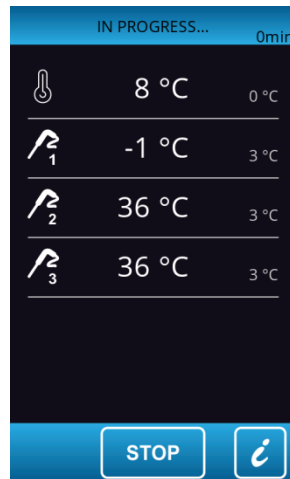 IN PROGRESS...
0min
8 °C 0 °C
1 -1 °C 3 °C
2 36 °C 3 °C
3 36 °C 3 °C
STOP i